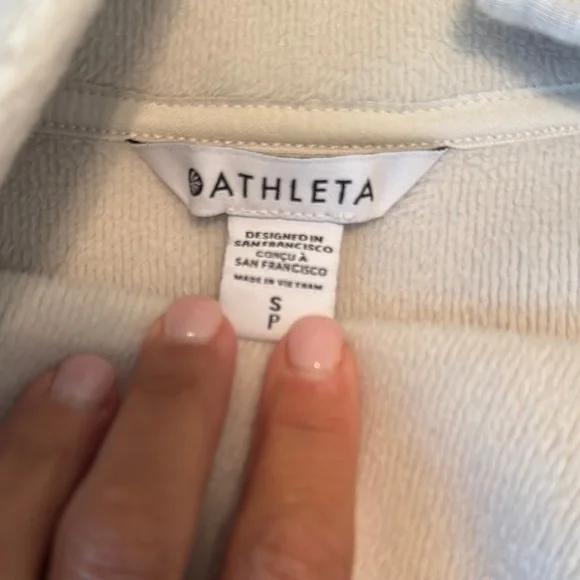 ATHLETA
DESIGNED IN
SAN FRANCISCO
CONÇU À
SAN FRANCISCO
MADE IN VIETNAM
S
P